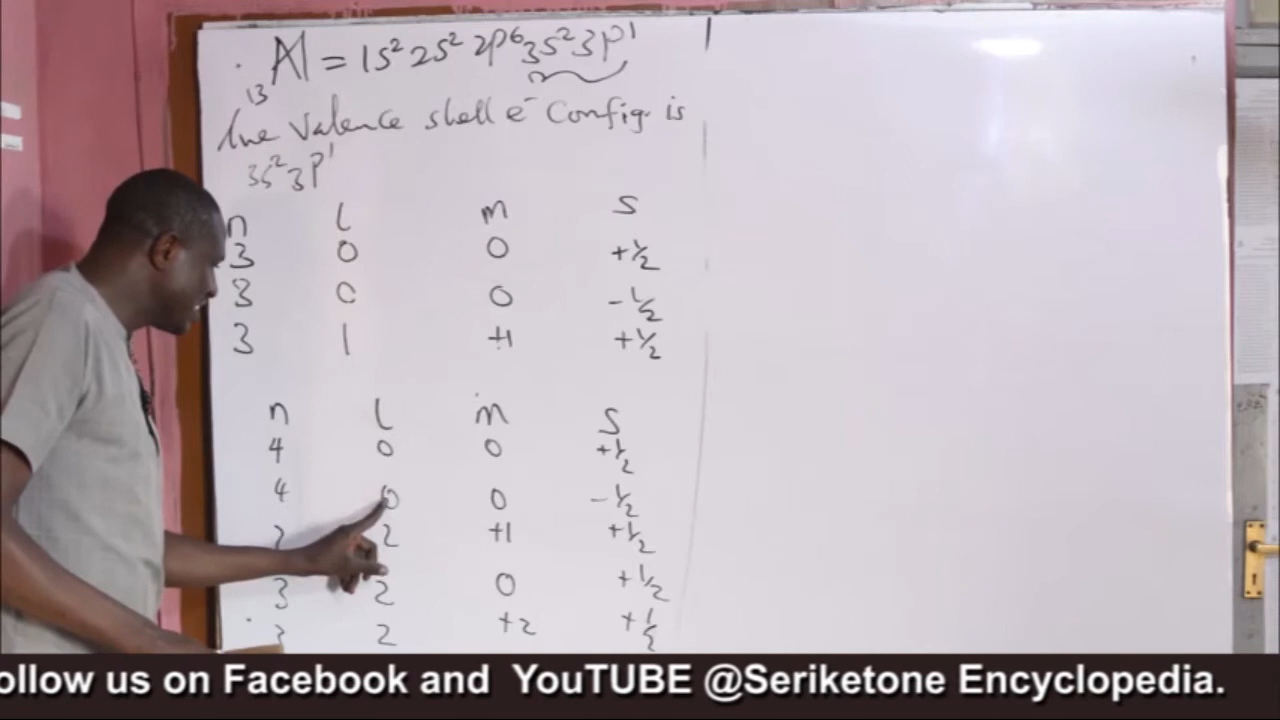 13Al = 1s² 2s² 2p⁶ 3s² 3p¹
The Valence shell e⁻ Config. is
3s² 3p¹
n l m s
3 0 0 +½
3 0 0 -½
3 1 +1 +½
n l m s
4 0 0 +½
4 0 0 -½
2 +1 +½
3 2 0 +½
3 2 +2 +½
ollow us on Facebook and YouTUBE @Seriketone Encyclopedia.